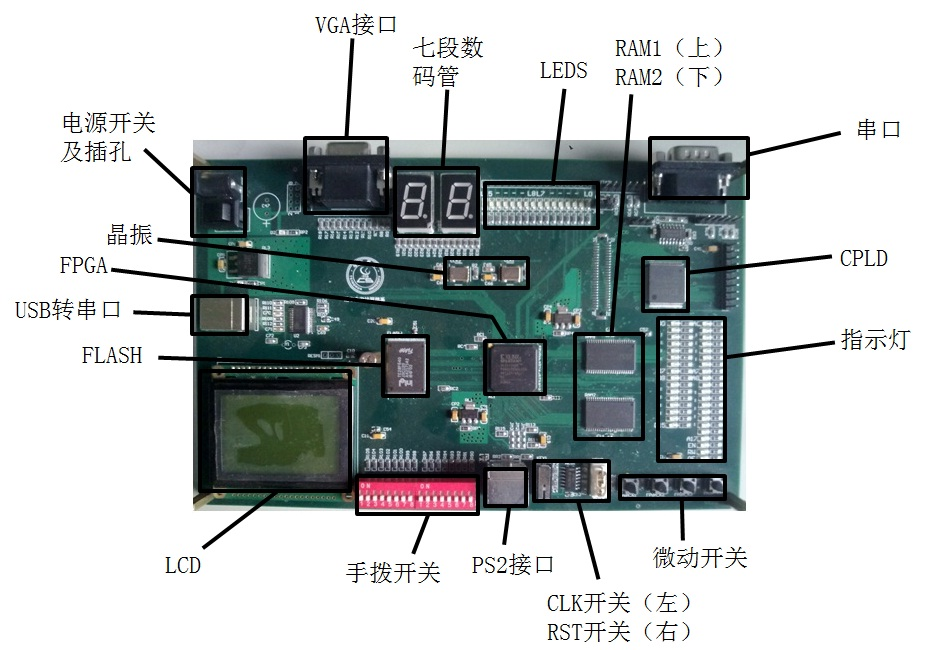 VGA接口
七段数
码管
LEDS
RAM1（上）
RAM2（下）
串口
电源开关
及插孔
晶振
FPGA
CPLD
USB转串口
指示灯
FLASH
LCD
手拨开关
PS2接口
微动开关
CLK开关（左）
RST开关（右）